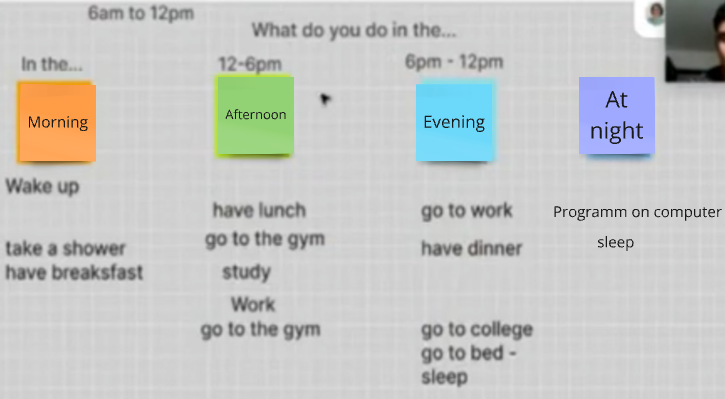 6am to 12pm
What do you do in the...
In the...
12-6pm
6pm - 12pm
Morning
Afternoon
Evening
At
night
Wake up
take a shower
have breaksfast
have lunch
go to the gym
study
Work
go to the gym
go to work
have dinner
go to college
go to bed -
sleep
Programm on computer
sleep